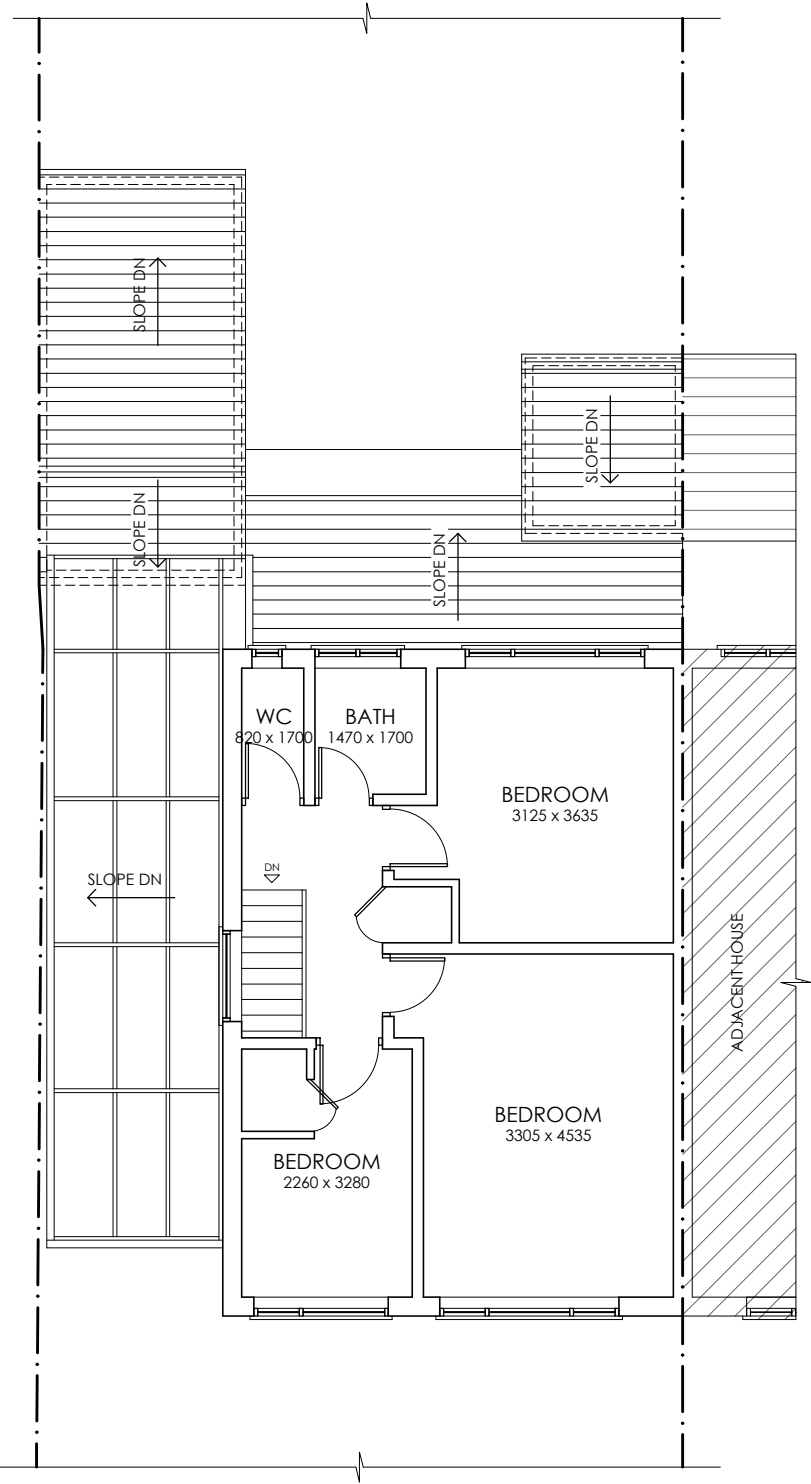 SLOPE DN
SLOPE DN
SLOPE DN
SLOPE DN
WC
820 x 1700
BATH
1470 x 1700
BEDROOM
3125 x 3635
DN
SLOPE DN
ADJACENT HOUSE
BEDROOM
3305 x 4535
BEDROOM
2260 x 3280